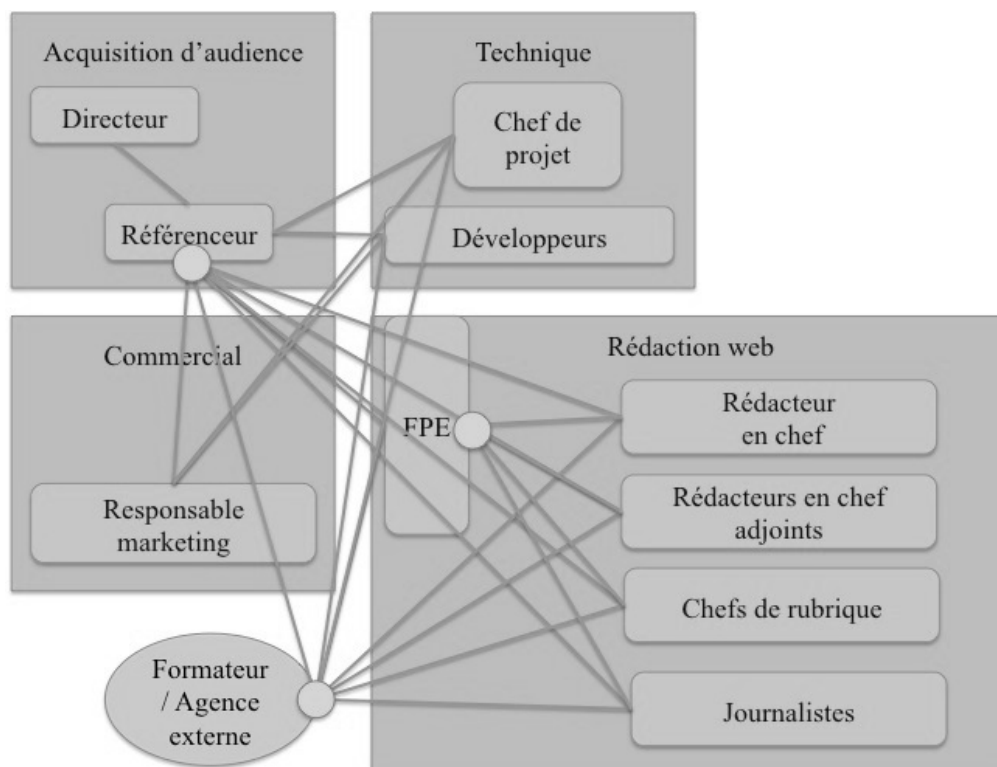 Acquisition d’audience
Directeur
Référenceur
Technique
Chef de
projet
Développeurs
Commercial
Responsable
marketing
FPE
Rédaction web
Rédacteur
en chef
Rédacteurs en chef
adjoints
Chefs de rubrique
Journalistes
Formateur
/ Agence
externe